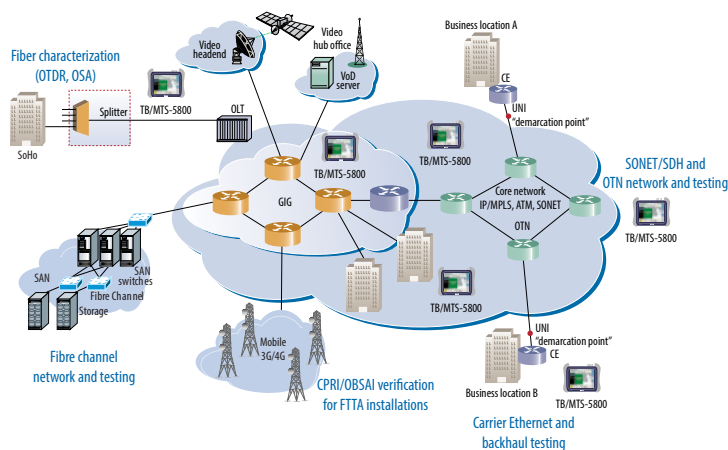 Video
headend
Video
hub office
VoD
server
Business location A
CE
UNI
“demarcation point”
Fiber characterization
(OTDR, OSA)
TB/MTS-5800
Splitter
OLT
SoHo
TB/MTS-5800
TB/MTS-5800
GIG
Core network
IP/MPLS, ATM, SONET
OTN
SONET/SDH and
OTN network and testing
TB/MTS-5800
SAN
SAN
switches
Fibre Channel
Storage
TB/MTS-5800
Mobile
3G/4G
UNI
“demarcation point”
CE
Fibre channel
network and testing
CPRI/OBSAI verification
for FTTA installations
Business location B
TB/MTS-5800
Carrier Ethernet and
backhaul testing